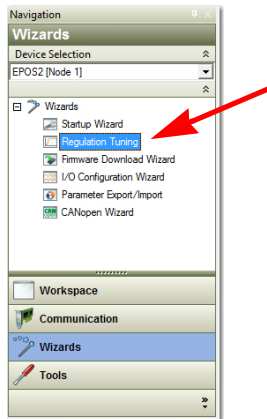 Navigation
Wizards
Device Selection
EPOS2 [Node 1]
Wizards
Startup Wizard
Regulation Tuning
Firmware Download Wizard
I/O Configuration Wizard
Parameter Export/Import
CANopen Wizard
Workspace
Communication
Wizards
Tools